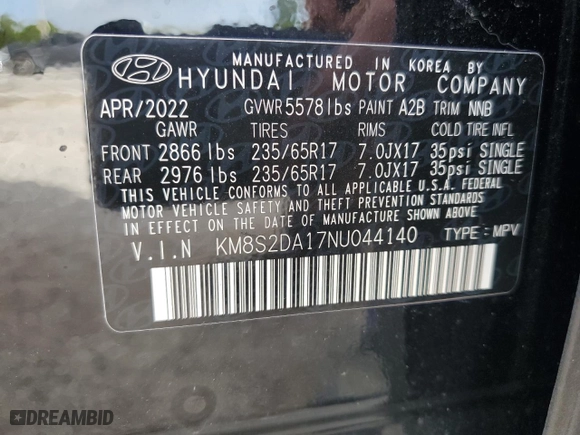 MANUFACTURED IN KOREA BY
HYUNDAI MOTOR COMPANY
APR/2022 GVWR 5578 lbs PAINT A2B TRIM NNB
GAWR TIRES RIMS COLD TIRE INFL
FRONT 2866 lbs 235/65R17 7.0JX17 35psi SINGLE
REAR 2976 lbs 235/65R17 7.0JX17 35psi SINGLE
THIS VEHICLE CONFORMS TO ALL APPLICABLE U.S.A. FEDERAL
MOTOR VEHICLE SAFETY AND THEFT PREVENTION STANDARDS
IN EFFECT ON THE DATE OF MANUFACTURE SHOWN ABOVE.
V.I.N KM8S2DA17NU044140 TYPE: MPV
DREAMBID